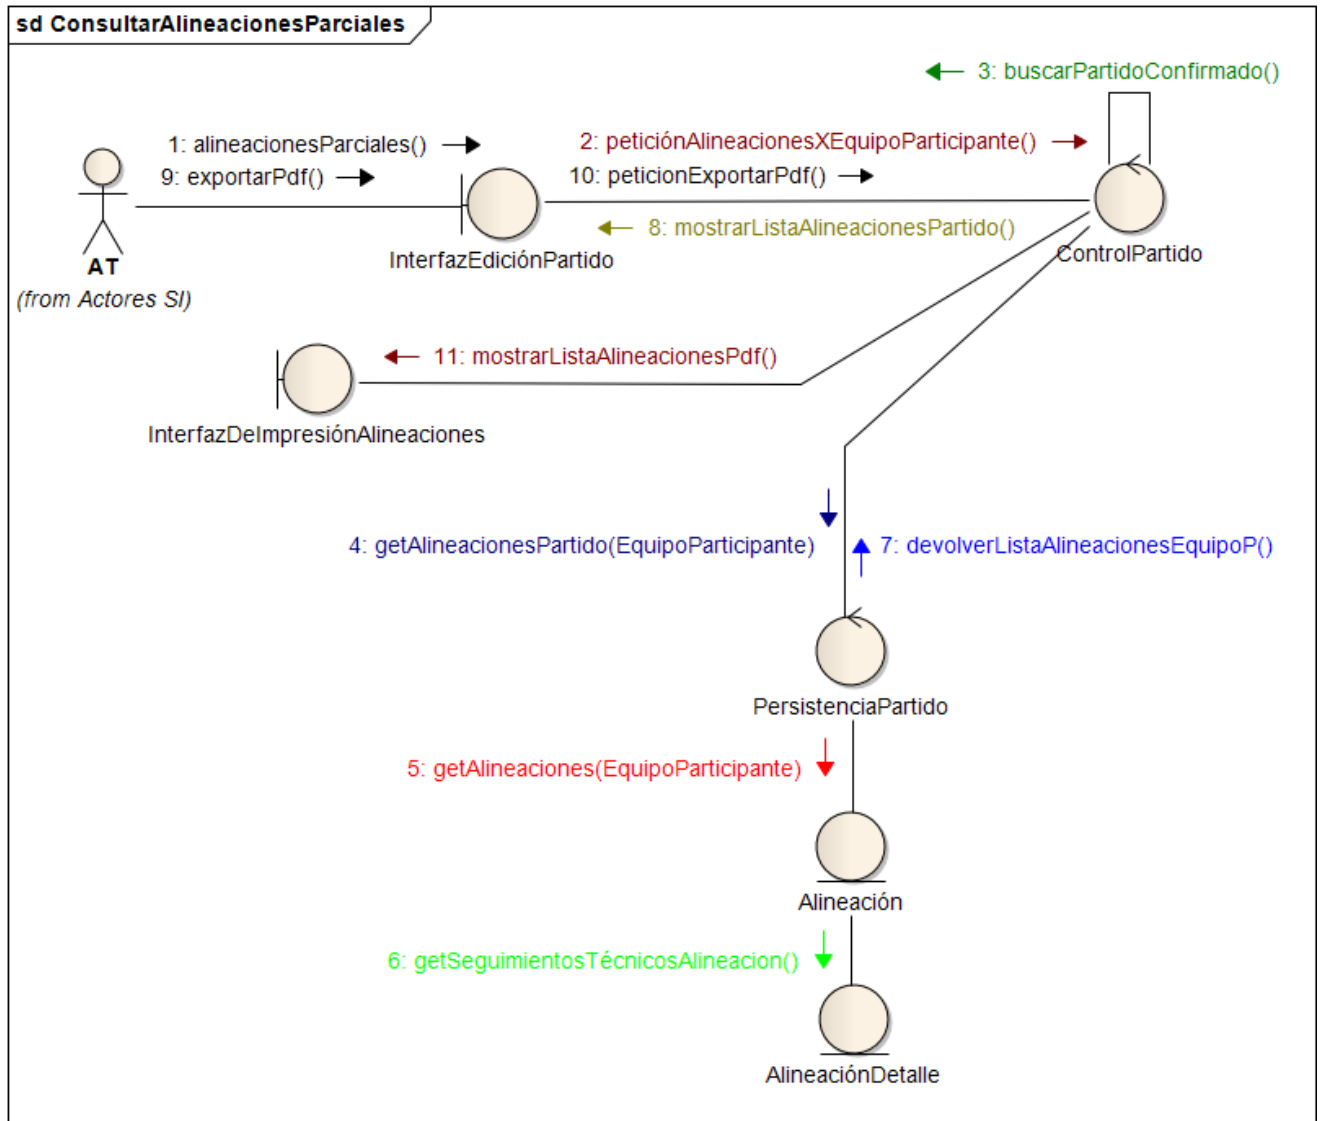 sd ConsultarAlineacionesParciales
3: buscarPartidoConfirmado()
1: alineacionesParciales()
2: peticiónAlineacionesXEquipoParticipante()
9: exportarPdf()
10: peticionExportarPdf()
8: mostrarListaAlineacionesPartido()
InterfazEdiciónPartido
ControlPartido
AT
(from Actores SI)
11: mostrarListaAlineacionesPdf()
InterfazDeImpresiónAlineaciones
4: getAlineacionesPartido(EquipoParticipante)
7: devolverListaAlineacionesEquipoP()
PersistenciaPartido
5: getAlineaciones(EquipoParticipante)
Alineación
6: getSeguimientosTécnicosAlineacion()
AlineaciónDetalle